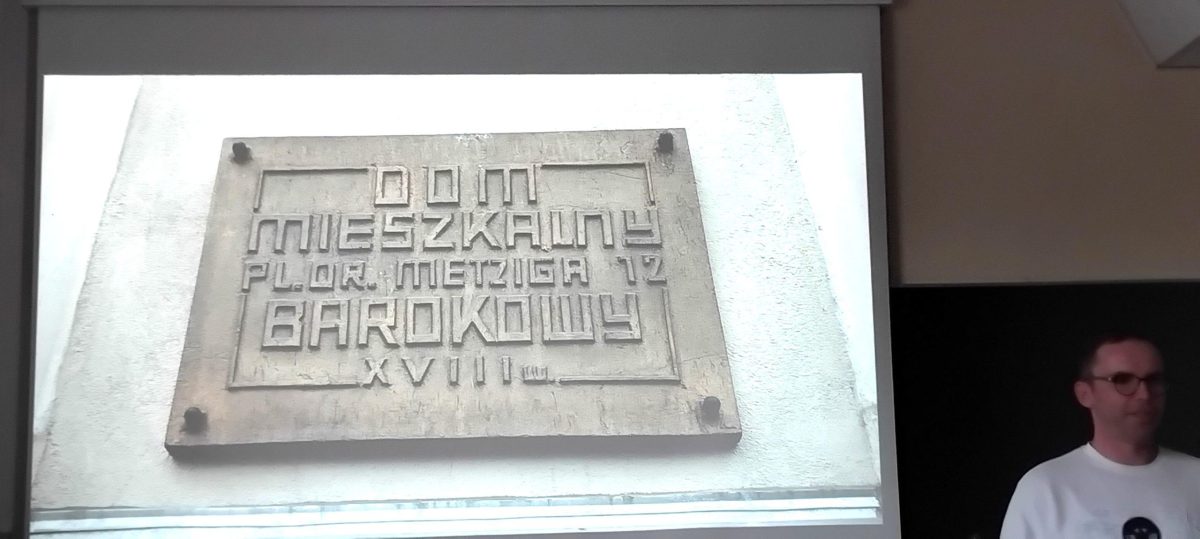 DOM
MIESZKALNY
PL.DR. METZIGA 12
BAROKOWY
XVIII w.